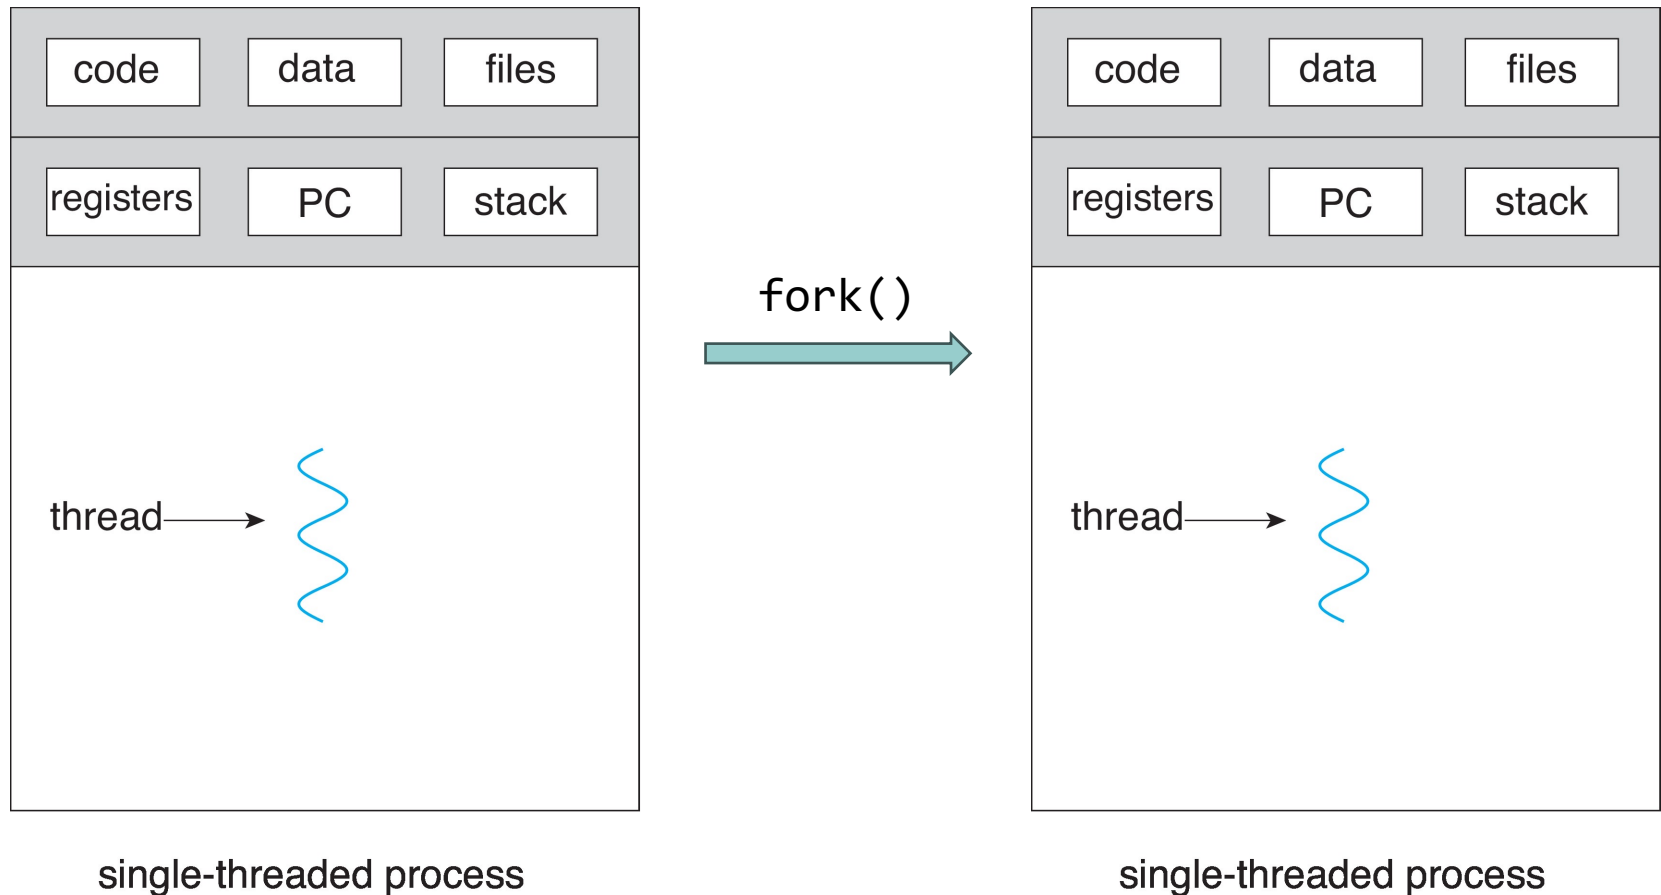 code data files
registers PC stack
thread
single-threaded process
fork()
code data files
registers PC stack
thread
single-threaded process